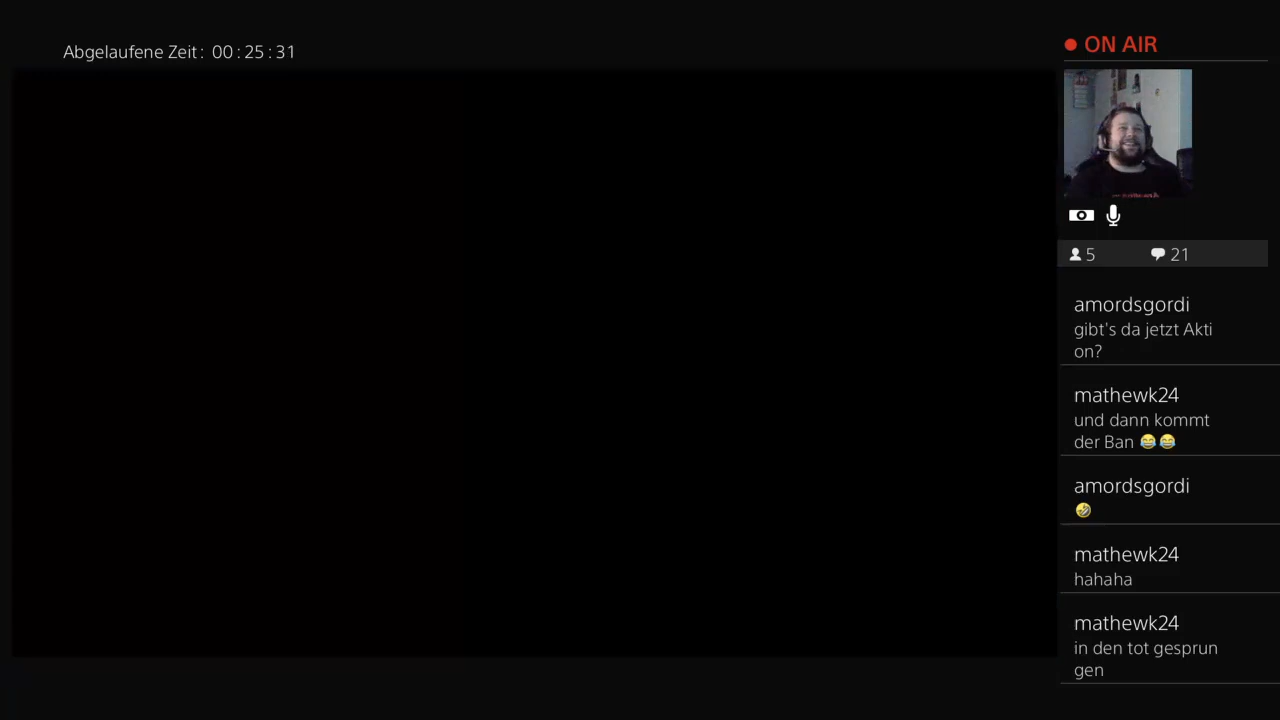 Abgelaufene Zeit: 00:25:31
ON AIR
5 21
amordsgordi
gibt's da jetzt Akti
on?
mathewk24
und dann kommt
der Ban 😂😂
amordsgordi
🤣
mathewk24
hahaha
mathewk24
in den tot gesprun
gen